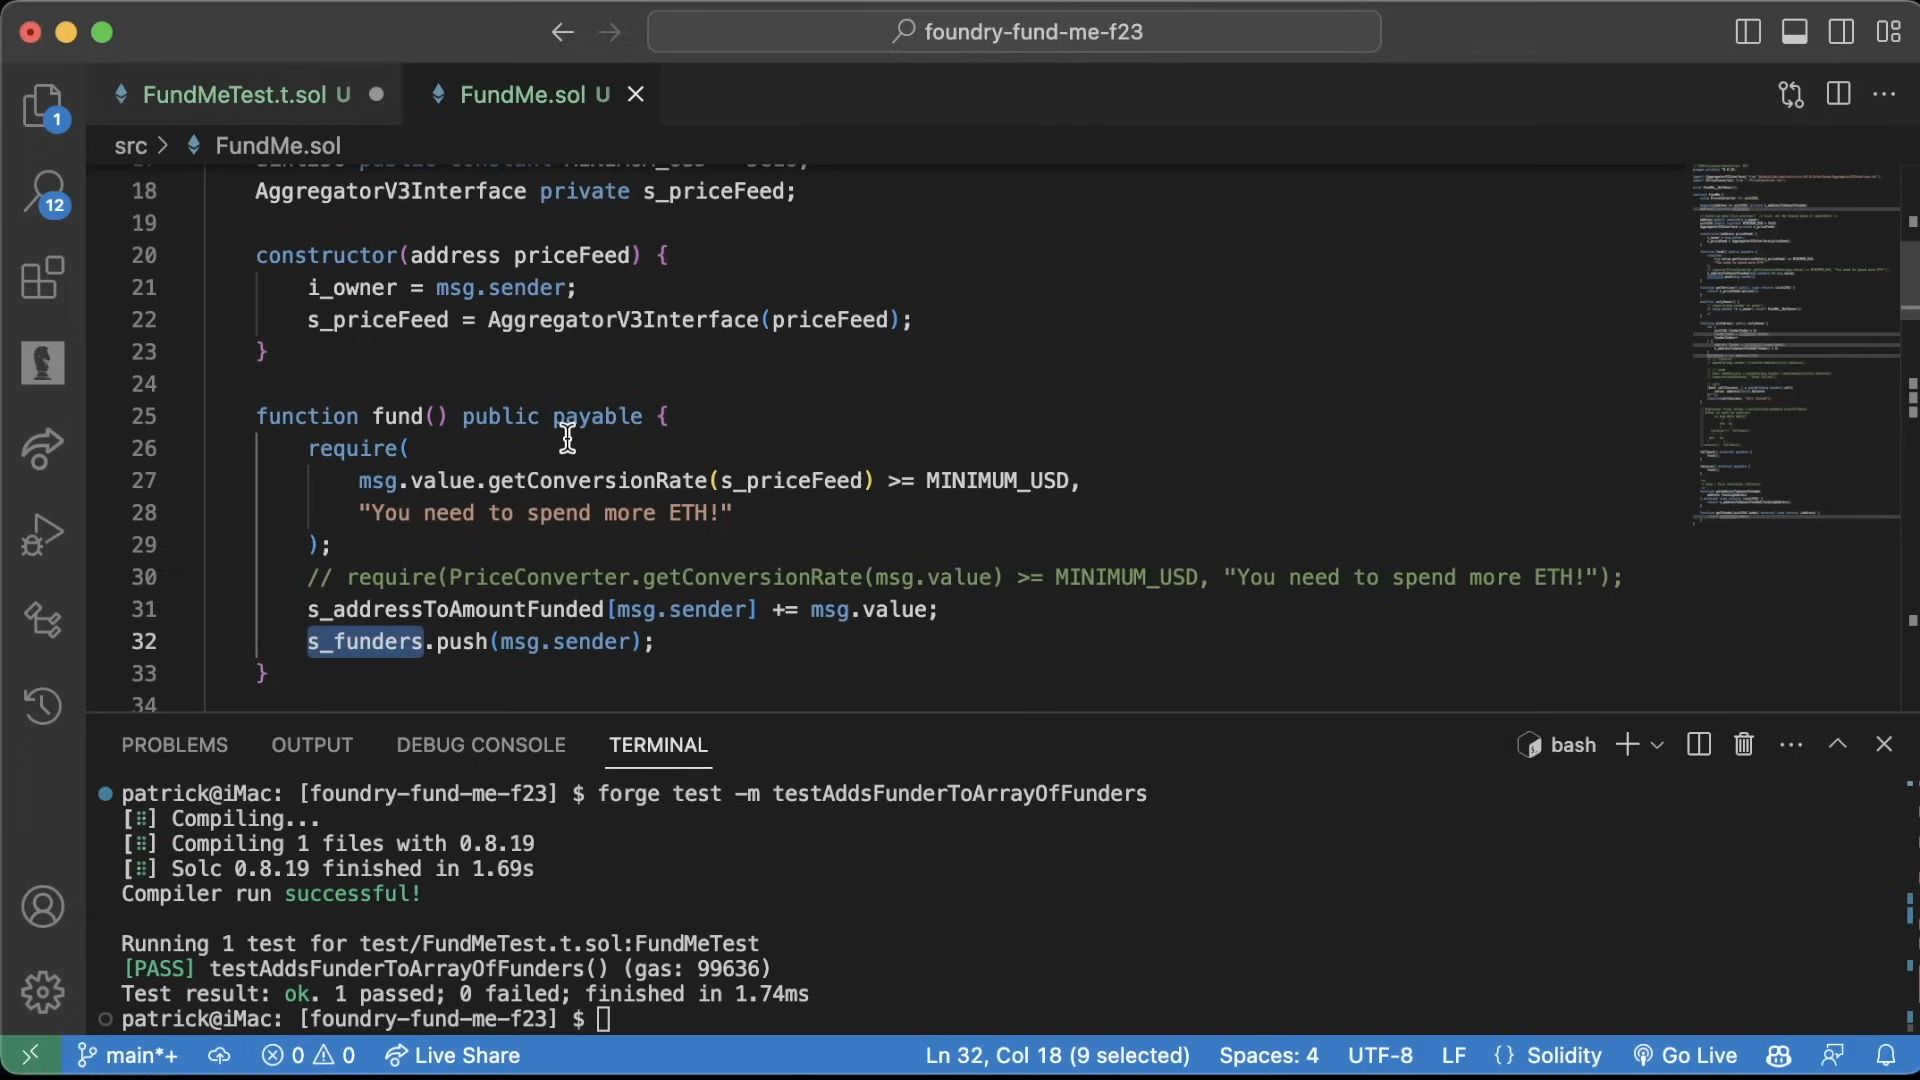 foundry-fund-me-f23
FundMeTest.t.sol U
FundMe.sol U
1
src > FundMe.sol
12
18 AggregatorV3Interface private s_priceFeed;
19
20 constructor(address priceFeed) {
21 i_owner = msg.sender;
22 s_priceFeed = AggregatorV3Interface(priceFeed);
23 }
24
25 function fund() public payable {
26 require(
27 msg.value.getConversionRate(s_priceFeed) >= MINIMUM_USD,
28 "You need to spend more ETH!"
29 );
30 // require(PriceConverter.getConversionRate(msg.value) >= MINIMUM_USD, "You need to spend more ETH!");
31 s_addressToAmountFunded[msg.sender] += msg.value;
32 s_funders.push(msg.sender);
33 }
34
PROBLEMS OUTPUT DEBUG CONSOLE TERMINAL bash
patrick@iMac: [foundry-fund-me-f23] $ forge test -m testAddsFunderToArrayOfFunders
[⠿] Compiling...
[⠿] Compiling 1 files with 0.8.19
[⠿] Solc 0.8.19 finished in 1.69s
Compiler run successful!
Running 1 test for test/FundMeTest.t.sol:FundMeTest
[PASS] testAddsFunderToArrayOfFunders() (gas: 99636)
Test result: ok. 1 passed; 0 failed; finished in 1.74ms
patrick@iMac: [foundry-fund-me-f23] $
main*+ 0 0 Live Share Ln 32, Col 18 (9 selected) Spaces: 4 UTF-8 LF {} Solidity Go Live